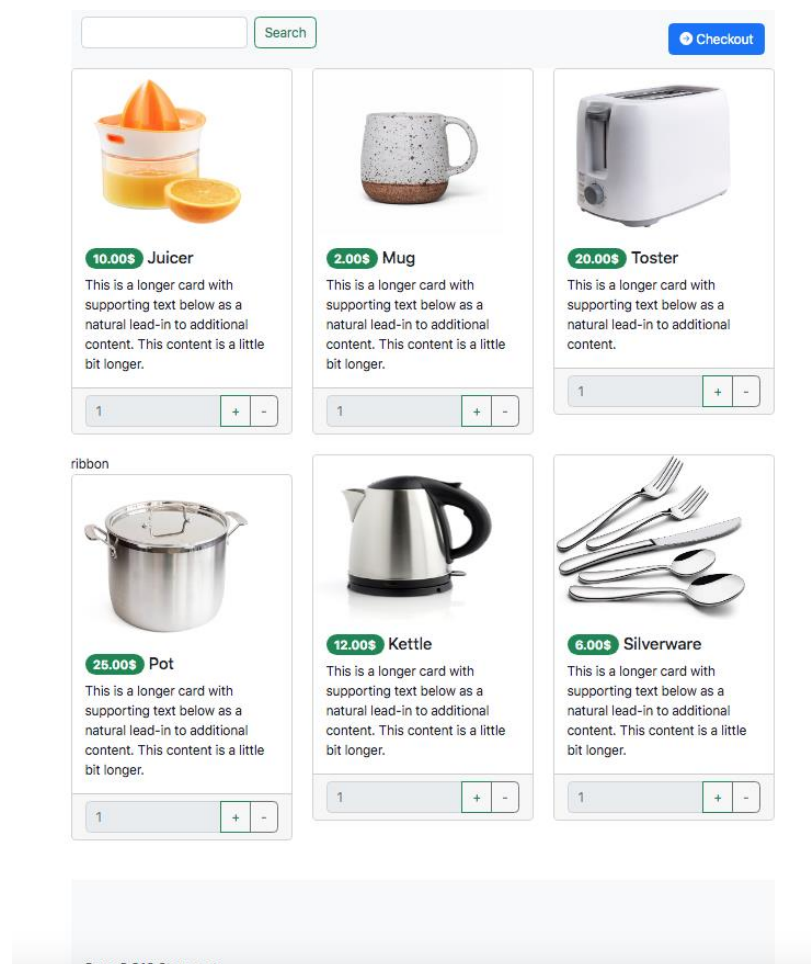 Search
Checkout
10.00$ Juicer
This is a longer card with
supporting text below as a
natural lead-in to additional
content. This content is a little
bit longer.
1 + -
2.00$ Mug
This is a longer card with
supporting text below as a
natural lead-in to additional
content. This content is a little
bit longer.
1 + -
20.00$ Toster
This is a longer card with
supporting text below as a
natural lead-in to additional
content.
1 + -
ribbon
25.00$ Pot
This is a longer card with
supporting text below as a
natural lead-in to additional
content. This content is a little
bit longer.
1 + -
12.00$ Kettle
This is a longer card with
supporting text below as a
natural lead-in to additional
content. This content is a little
bit longer.
1 + -
6.00$ Silverware
This is a longer card with
supporting text below as a
natural lead-in to additional
content. This content is a little
bit longer.
1 + -